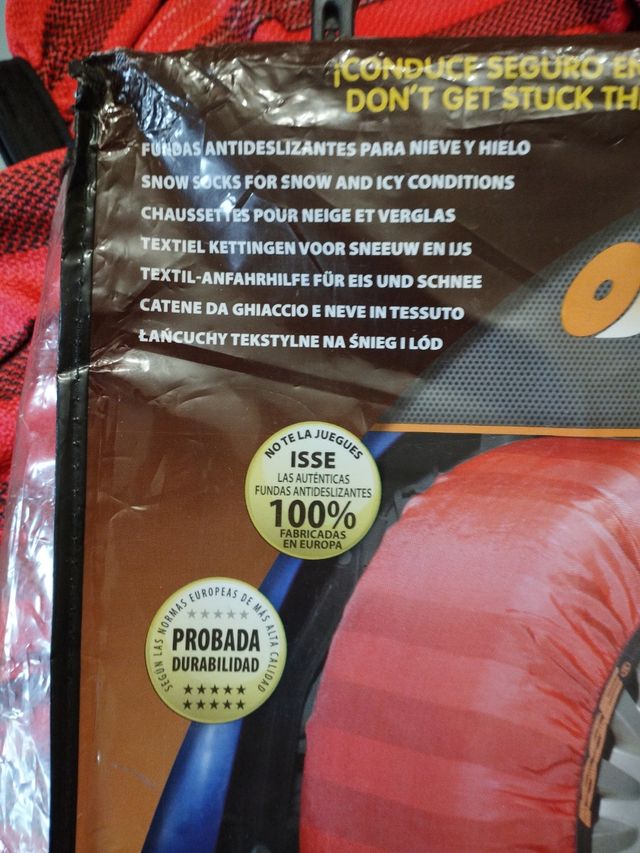 ¡CONDUCE SEGURO EN
DON'T GET STUCK TH
FUNDAS ANTIDESLIZANTES PARA NIEVE Y HIELO
SNOW SOCKS FOR SNOW AND ICY CONDITIONS
CHAUSSETTES POUR NEIGE ET VERGLAS
TEXTIEL KETTINGEN VOOR SNEEUW EN IJS
TEXTIL-ANFAHRHILFE FÜR EIS UND SCHNEE
CATENE DA GHIACCIO E NEVE IN TESSUTO
ŁAŃCUCHY TEKSTYLNE NA ŚNIEG I LÓD
NO TE LA JUEGUES
ISSE
LAS AUTÉNTICAS
FUNDAS ANTIDESLIZANTES
100%
FABRICADAS
EN EUROPA
SEGÚN LAS NORMAS EUROPEAS DE MÁS ALTA CALIDAD
PROBADA
DURABILIDAD